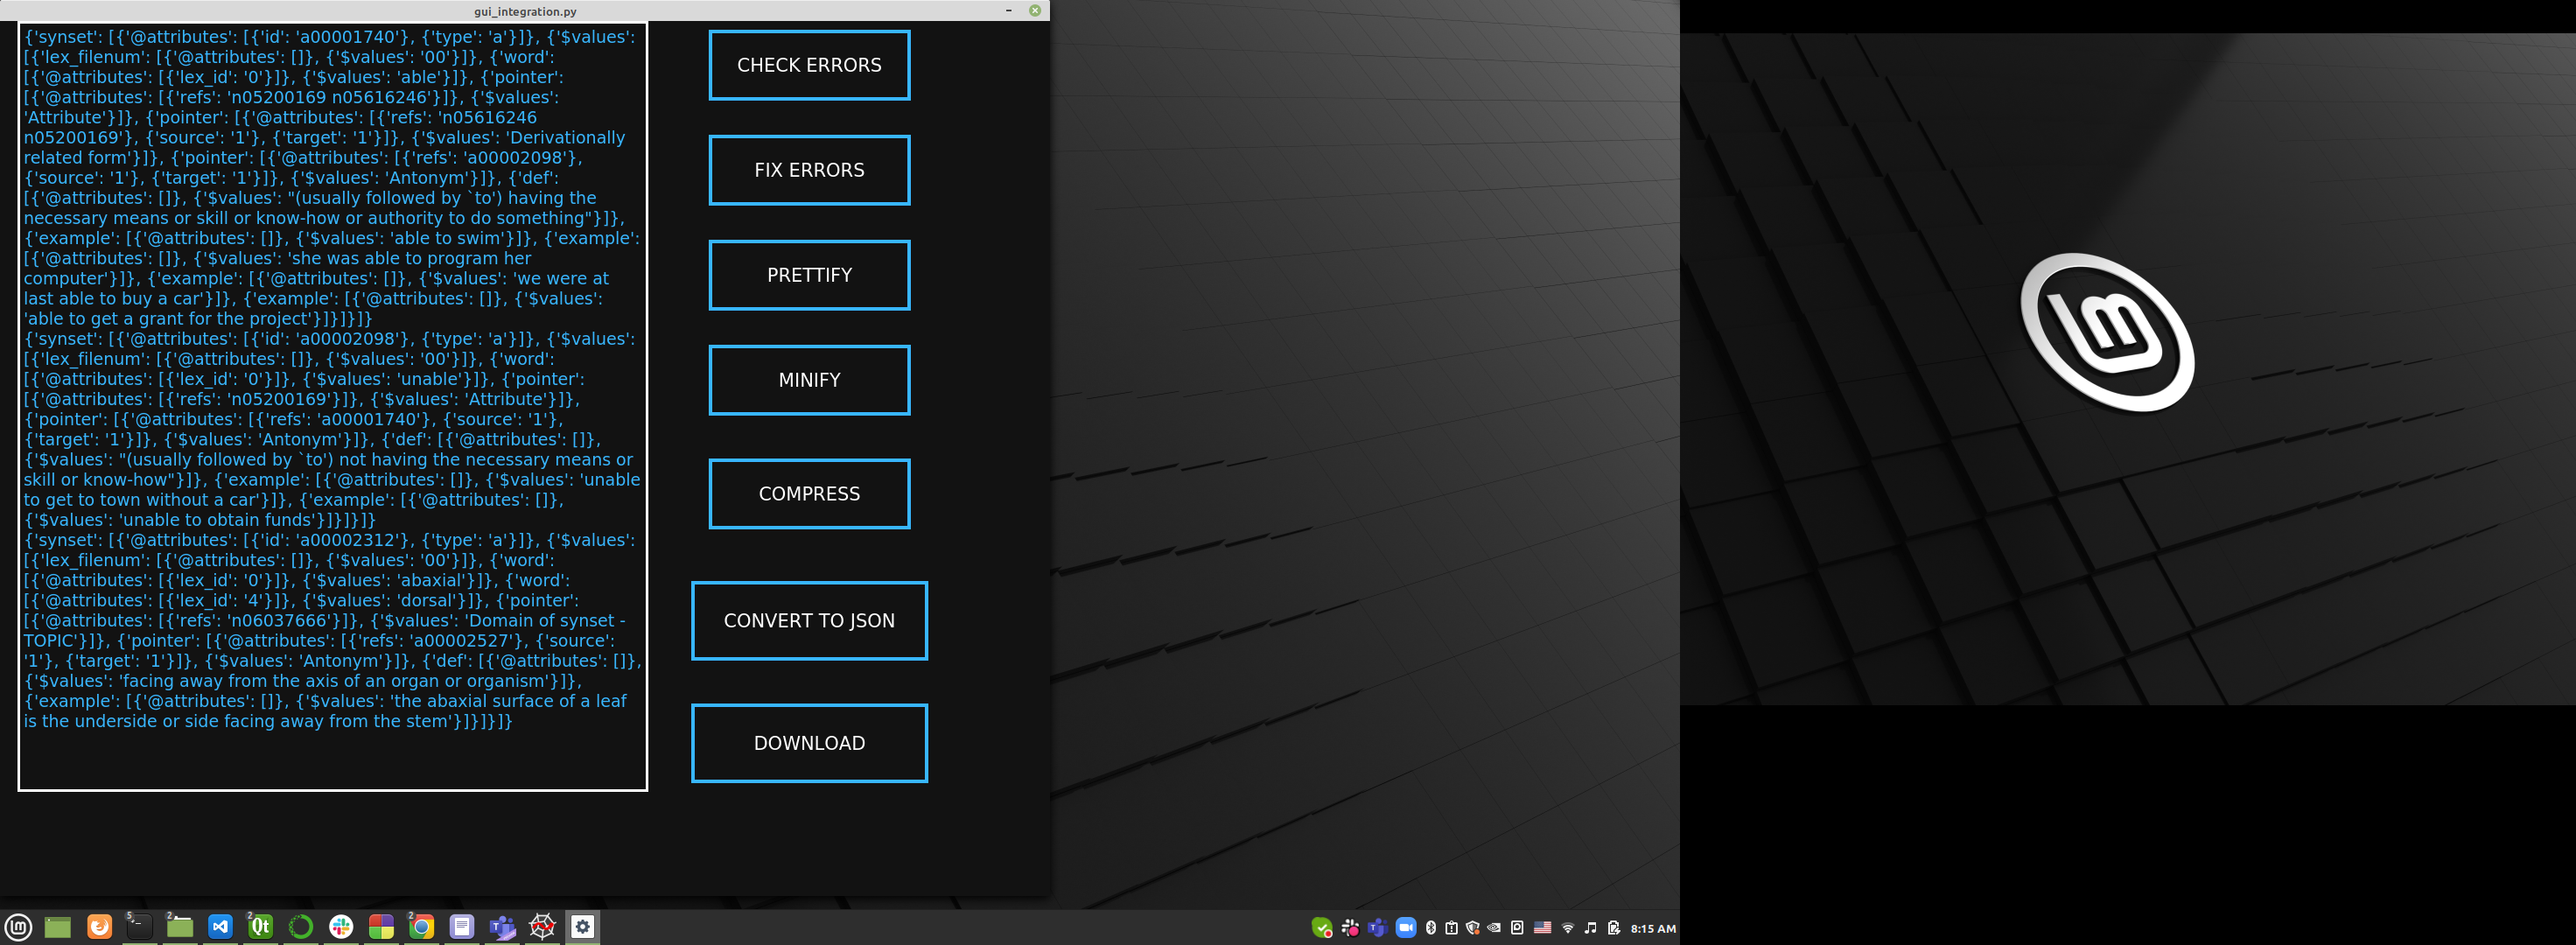 gui_integration.py
{'synset': [{'@attributes': [{'id': 'a00001740'}, {'type': 'a'}]}, {'$values':
[{'lex_filenum': [{'@attributes': []}, {'$values': '00'}]}, {'word':
[{'@attributes': [{'lex_id': '0'}]}, {'$values': 'able'}]}, {'pointer':
[{'@attributes': [{'refs': 'n05200169 n05616246'}]}, {'$values':
'Attribute'}]}, {'pointer': [{'@attributes': [{'refs': 'n05616246
n05200169'}, {'source': '1'}, {'target': '1'}]}, {'$values': 'Derivationally
related form'}]}, {'pointer': [{'@attributes': [{'refs': 'a00002098'},
{'source': '1'}, {'target': '1'}]}, {'$values': 'Antonym'}]}, {'def':
[{'@attributes': []}, {'$values': "(usually followed by `to') having the
necessary means or skill or know-how or authority to do something"}]},
{'example': [{'@attributes': []}, {'$values': 'able to swim'}]}, {'example':
[{'@attributes': []}, {'$values': 'she was able to program her
computer'}]}, {'example': [{'@attributes': []}, {'$values': 'we were at
last able to buy a car'}]}, {'example': [{'@attributes': []}, {'$values':
'able to get a grant for the project'}]}]}]}
{'synset': [{'@attributes': [{'id': 'a00002098'}, {'type': 'a'}]}, {'$values':
[{'lex_filenum': [{'@attributes': []}, {'$values': '00'}]}, {'word':
[{'@attributes': [{'lex_id': '0'}]}, {'$values': 'unable'}]}, {'pointer':
[{'@attributes': [{'refs': 'n05200169'}]}, {'$values': 'Attribute'}]},
{'pointer': [{'@attributes': [{'refs': 'a00001740'}, {'source': '1'},
{'target': '1'}]}, {'$values': 'Antonym'}]}, {'def': [{'@attributes': []},
{'$values': "(usually followed by `to') not having the necessary means or
skill or know-how"}]}, {'example': [{'@attributes': []}, {'$values': 'unable
to get to town without a car'}]}, {'example': [{'@attributes': []},
{'$values': 'unable to obtain funds'}]}]}]}
{'synset': [{'@attributes': [{'id': 'a00002312'}, {'type': 'a'}]}, {'$values':
[{'lex_filenum': [{'@attributes': []}, {'$values': '00'}]}, {'word':
[{'@attributes': [{'lex_id': '0'}]}, {'$values': 'abaxial'}]}, {'word':
[{'@attributes': [{'lex_id': '4'}]}, {'$values': 'dorsal'}]}, {'pointer':
[{'@attributes': [{'refs': 'n06037666'}]}, {'$values': 'Domain of synset -
TOPIC'}]}, {'pointer': [{'@attributes': [{'refs': 'a00002527'}, {'source':
'1'}, {'target': '1'}]}, {'$values': 'Antonym'}]}, {'def': [{'@attributes': []},
{'$values': 'facing away from the axis of an organ or organism'}]},
{'example': [{'@attributes': []}, {'$values': 'the abaxial surface of a leaf
is the underside or side facing away from the stem'}]}]}]}
CHECK ERRORS
FIX ERRORS
PRETTIFY
MINIFY
COMPRESS
CONVERT TO JSON
DOWNLOAD
5
2
2
Qt
2
8:15 AM